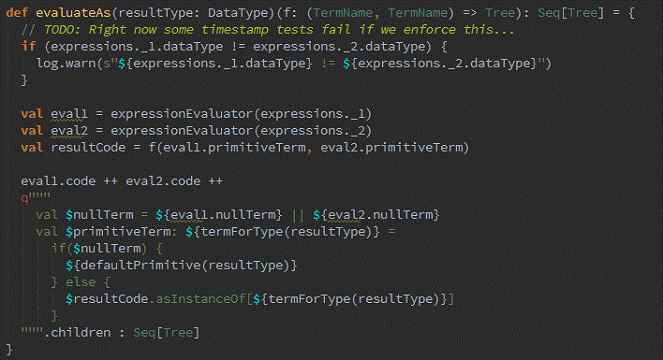 def evaluateAs(resultType: DataType)(f: (TermName, TermName) => Tree): Seq[Tree] = {
  // TODO: Right now some timestamp tests fail if we enforce this...
  if (expressions._1.dataType != expressions._2.dataType) {
    log.warn(s"${expressions._1.dataType} != ${expressions._2.dataType}")
  }

  val eval1 = expressionEvaluator(expressions._1)
  val eval2 = expressionEvaluator(expressions._2)
  val resultCode = f(eval1.primitiveTerm, eval2.primitiveTerm)

  eval1.code ++ eval2.code ++
  q"""
    val $nullTerm = ${eval1.nullTerm} || ${eval2.nullTerm}
    val $primitiveTerm: ${termForType(resultType)} =
      if($nullTerm) {
        ${defaultPrimitive(resultType)}
      } else {
        $resultCode.asInstanceOf[${termForType(resultType)}]
      }
  """.children : Seq[Tree]
}